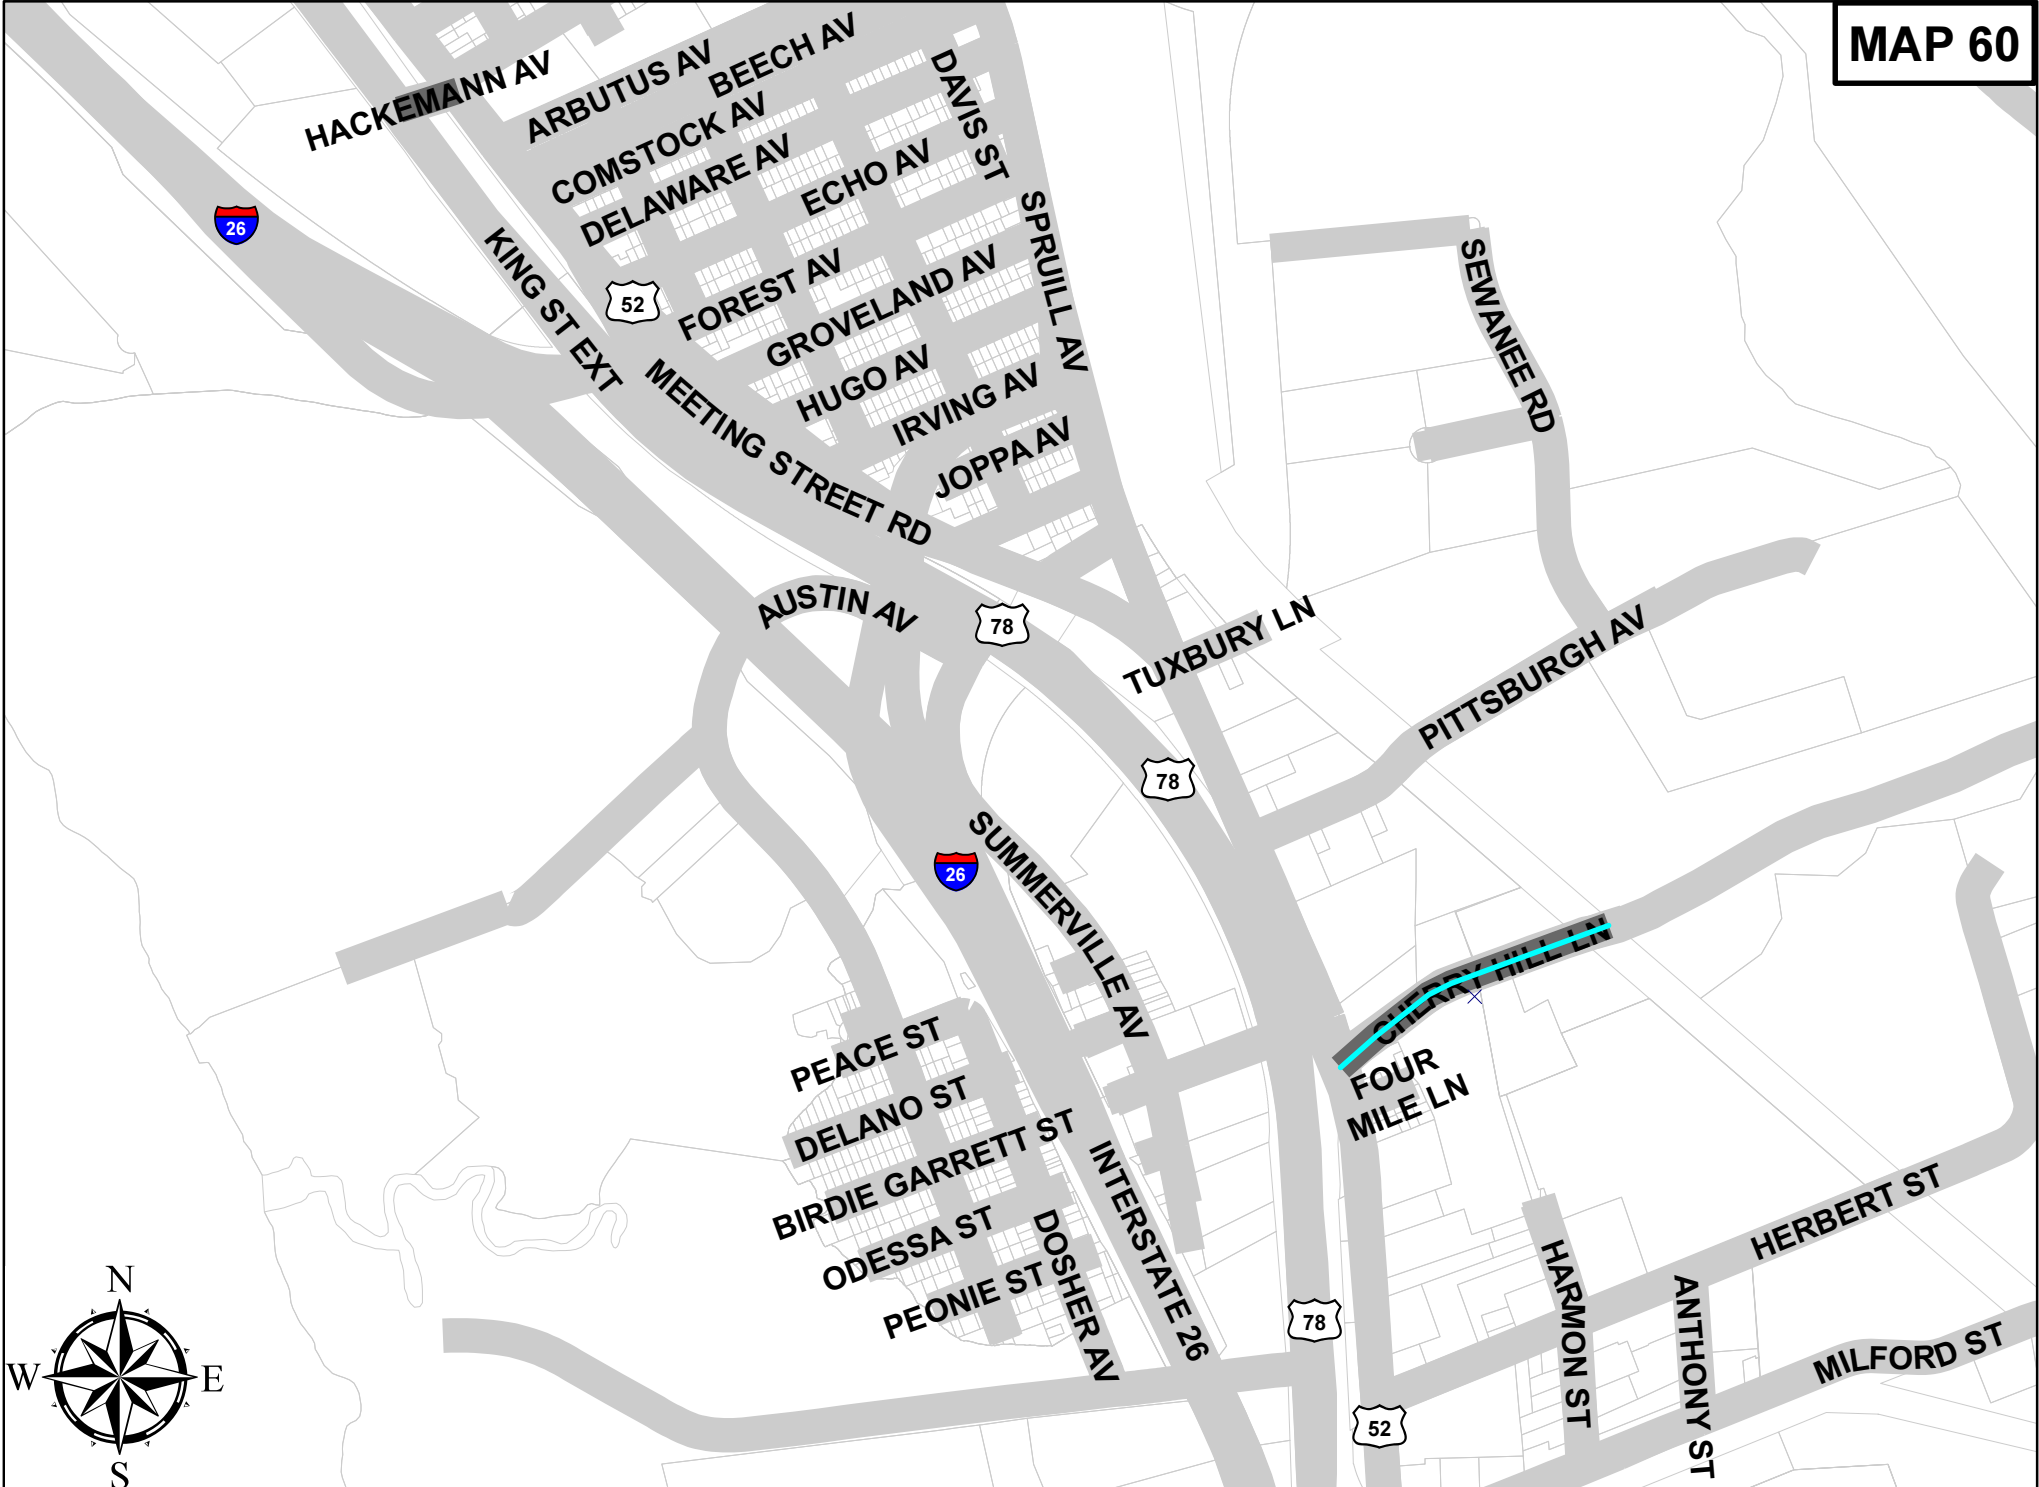 MAP 60
HACKEMANN AV
ARBUTUS AV
BEECH AV
COMSTOCK AV
DELAWARE AV
ECHO AV
DAVIS ST
SPRUILL AV
26
KING ST EXT
52
FOREST AV
GROVELAND AV
HUGO AV
IRVING AV
JOPPA AV
MEETING STREET RD
SEWANEE RD
AUSTIN AV
78
TUXBURY LN
PITTSBURGH AV
78
SUMMERVILLE AV
26
CHERRY HILL LN
FOUR
MILE LN
PEACE ST
DELANO ST
BIRDIE GARRETT ST
ODESSA ST
PEONIE ST
DOSHER AV
INTERSTATE 26
HERBERT ST
HARMON ST
ANTHONY ST
MILFORD ST
78
52
N
W
E
S